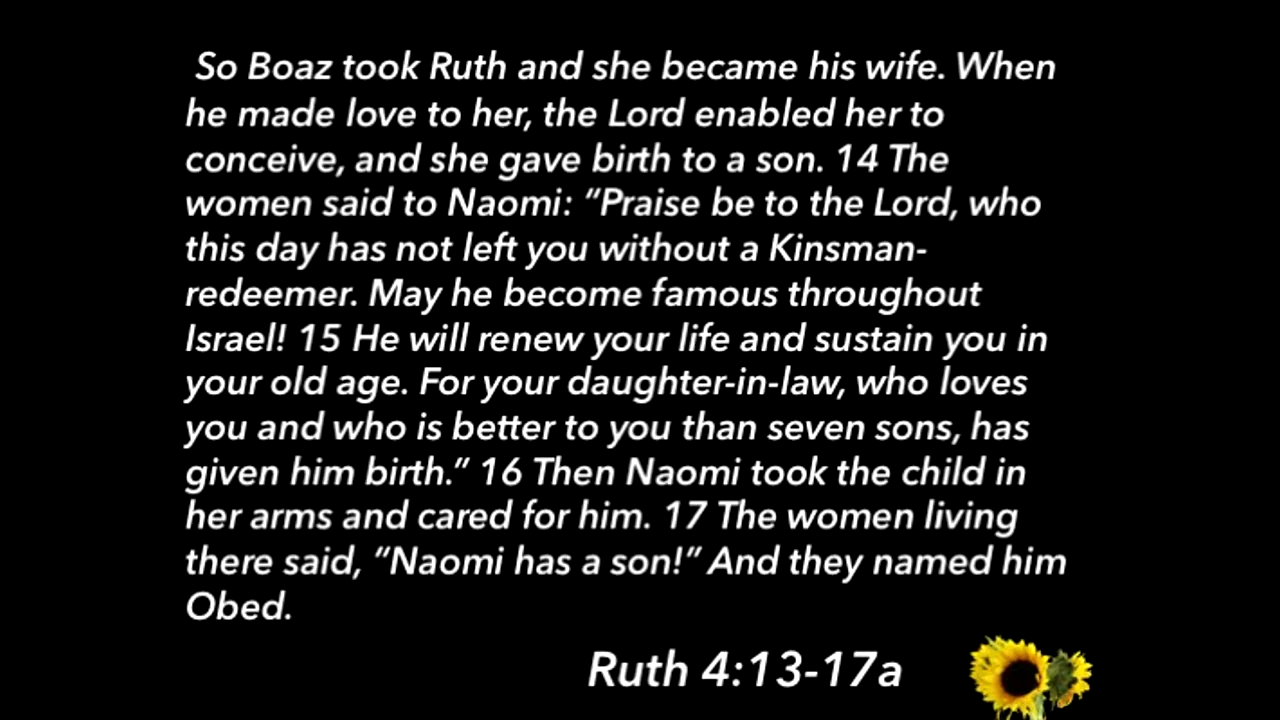 So Boaz took Ruth and she became his wife. When
he made love to her, the Lord enabled her to
conceive, and she gave birth to a son. 14 The
women said to Naomi: “Praise be to the Lord, who
this day has not left you without a Kinsman-
redeemer. May he become famous throughout
Israel! 15 He will renew your life and sustain you in
your old age. For your daughter-in-law, who loves
you and who is better to you than seven sons, has
given him birth.” 16 Then Naomi took the child in
her arms and cared for him. 17 The women living
there said, “Naomi has a son!” And they named him
Obed.
Ruth 4:13-17a